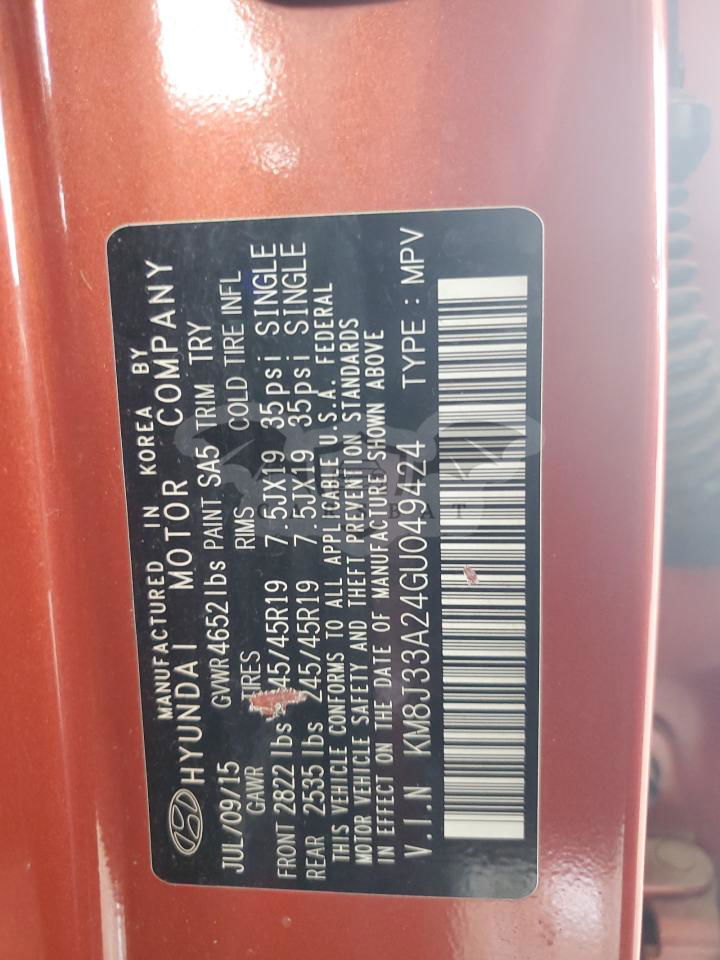 MANUFACTURED IN KOREA BY
HYUNDAI MOTOR COMPANY
JUL/09/15 GVWR 4652 lbs PAINT SA5 TRIM TRY
GAWR TIRES RIMS COLD TIRE INFL
FRONT 2822 lbs 45/45R19 7.5JX19 35psi SINGLE
REAR 2535 lbs 245/45R19 7.5JX19 35psi SINGLE
THIS VEHICLE CONFORMS TO ALL APPLICABLE U.S.A. FEDERAL
MOTOR VEHICLE SAFETY AND THEFT PREVENTION STANDARDS
IN EFFECT ON THE DATE OF MANUFACTURE SHOWN ABOVE
V.I.N KM8J33A24GU049424 TYPE : MPV